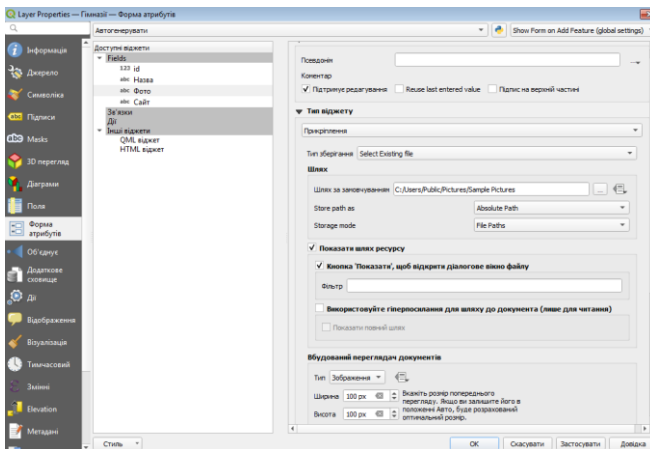 Layer Properties — Гімназії — Форма атрибутів
Автогенерувати
Show Form on Add Feature (global settings)
Інформація
Джерело
Символіка
Підписи
Masks
3D перегляд
Діаграми
Поля
Форма атрибутів
Об'єднує
Додаткове сховище
Дії
Відображення
Візуалізація
Тимчасовий
Змінні
Elevation
Метадані
Доступні віджети
Fields
123 id
abc Назва
abc Фото
abc Сайт
Зв'язки
Дії
Інші віджети
QML віджет
HTML віджет
Псевдонім
Коментар
Підтримує редагування Reuse last entered value Підпис на верхній частині
Тип віджету
Прикріплення
Тип зберігання Select Existing file
Шлях
Шлях за замовчуванням C:/Users/Public/Pictures/Sample Pictures ...
Store path as Absolute Path
Storage mode File Paths
Показати шлях ресурсу
Кнопка 'Показати', щоб відкрити діалогове вікно файлу
Фільтр
Використовуйте гіперпосилання для шляху до документа (лише для читання)
Показати повний шлях
Вбудований переглядач документів
Тип Зображення
Ширина 100 px
Висота 100 px
Вкажіть розмір попереднього
перегляду. Якщо ви залишите його в
положенні Авто, буде розрахований
оптимальний розмір.
Стиль
OK Скасувати Застосувати Довідка